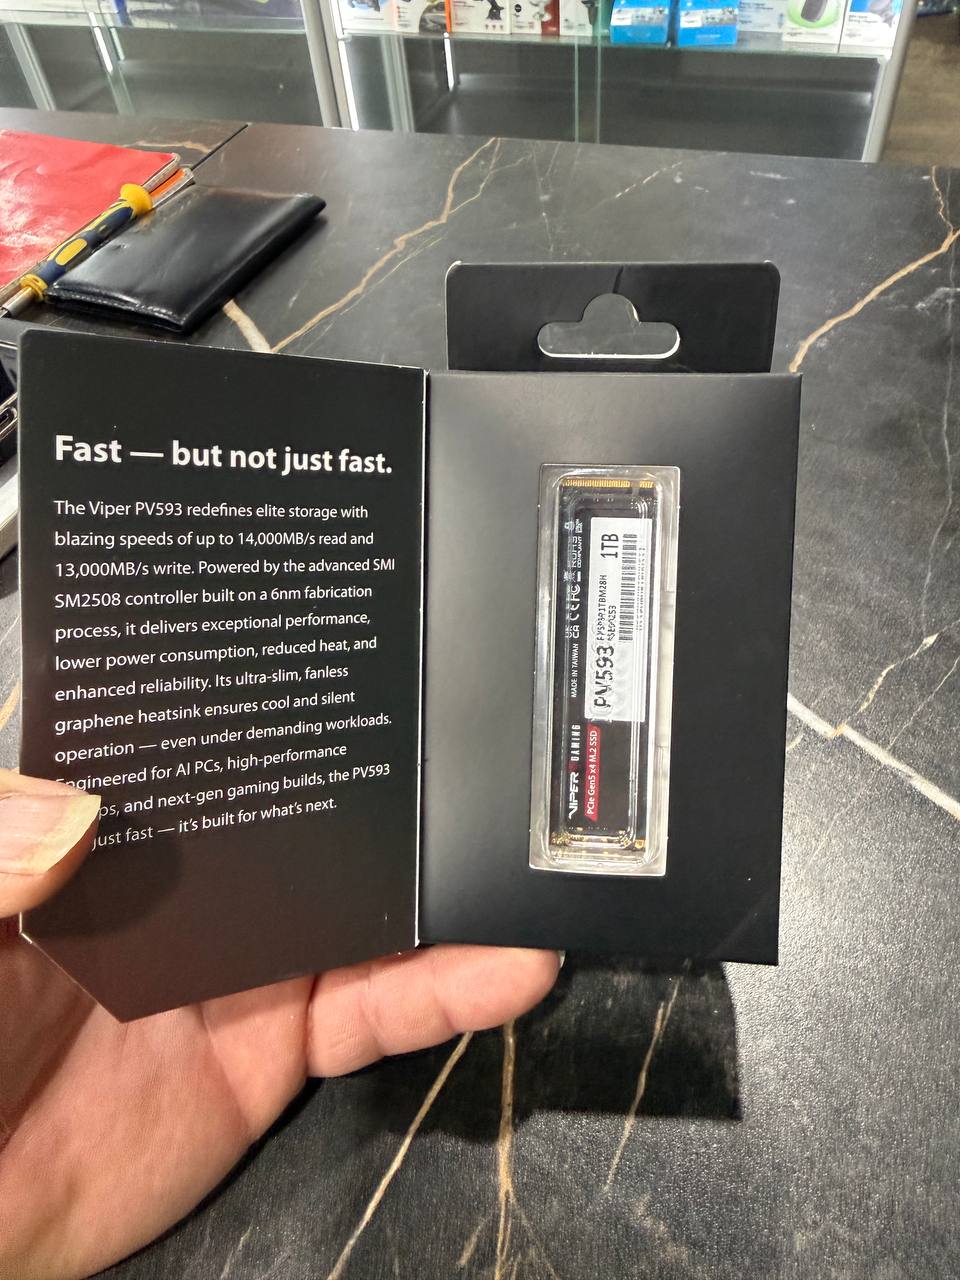 Fast — but not just fast.
The Viper PV593 redefines elite storage with
blazing speeds of up to 14,000MB/s read and
13,000MB/s write. Powered by the advanced SMI
SM2508 controller built on a 6nm fabrication
process, it delivers exceptional performance,
lower power consumption, reduced heat, and
enhanced reliability. Its ultra-slim, fanless
graphene heatsink ensures cool and silent
operation — even under demanding workloads.
Engineered for AI PCs, high-performance
ps, and next-gen gaming builds, the PV593
just fast — it's built for what's next.
1TB
PV593
MADE IN TAIWAN
VIPER GAMING
PCIe Gen5 x4 M.2 SSD